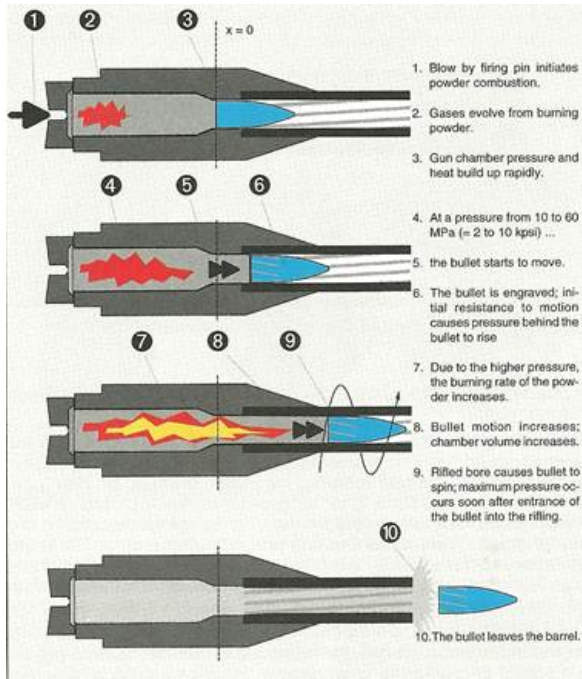 1
2
3
x = 0
1. Blow by firing pin initiates
powder combustion.
2. Gases evolve from burning
powder.
3. Gun chamber pressure and
heat build up rapidly.
4
5
6
4. At a pressure from 10 to 60
MPa (= 2 to 10 kpsi) ...
5. the bullet starts to move.
6. The bullet is engraved; ini-
tial resistance to motion
causes pressure behind the
bullet to rise
7
8
9
7. Due to the higher pressure,
the burning rate of the pow-
der increases.
8. Bullet motion increases;
chamber volume increases.
9. Rifled bore causes bullet to
spin; maximum pressure oc-
curs soon after entrance of
the bullet into the rifling.
10
10. The bullet leaves the barrel.